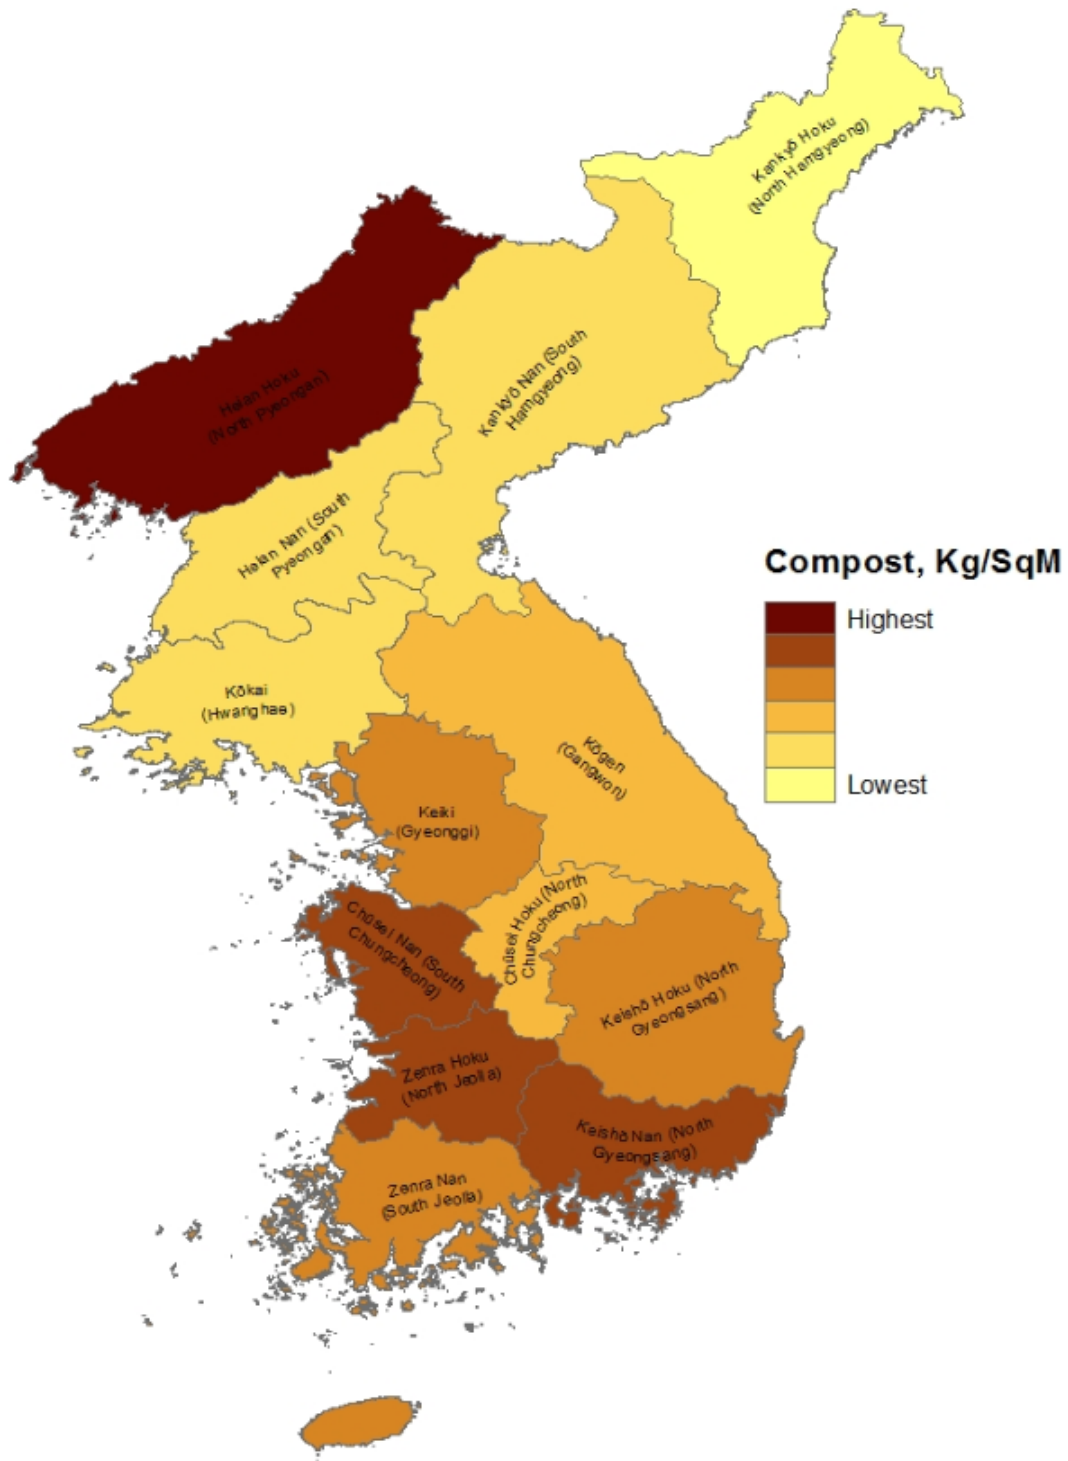 Kankyō Hoku
(North Hamgyeong)
Heian Hoku
(North Pyeongan)
Kankyō Nan (South
Hamgyeong)
Heian Nan (South
Pyeongan)
Compost, Kg/SqM
Highest
Lowest
Kōkai
(Hwanghae)
Kōgen
(Gangwon)
Keiki
(Gyeonggi)
Chūsei Hoku (North
Chungcheong)
Chūsei Nan (South
Chungcheong)
Keishō Hoku (North
Gyeongsang)
Zenra Hoku
(North Jeolla)
Keishō Nan (North
Gyeongsang)
Zenra Nan
(South Jeolla)